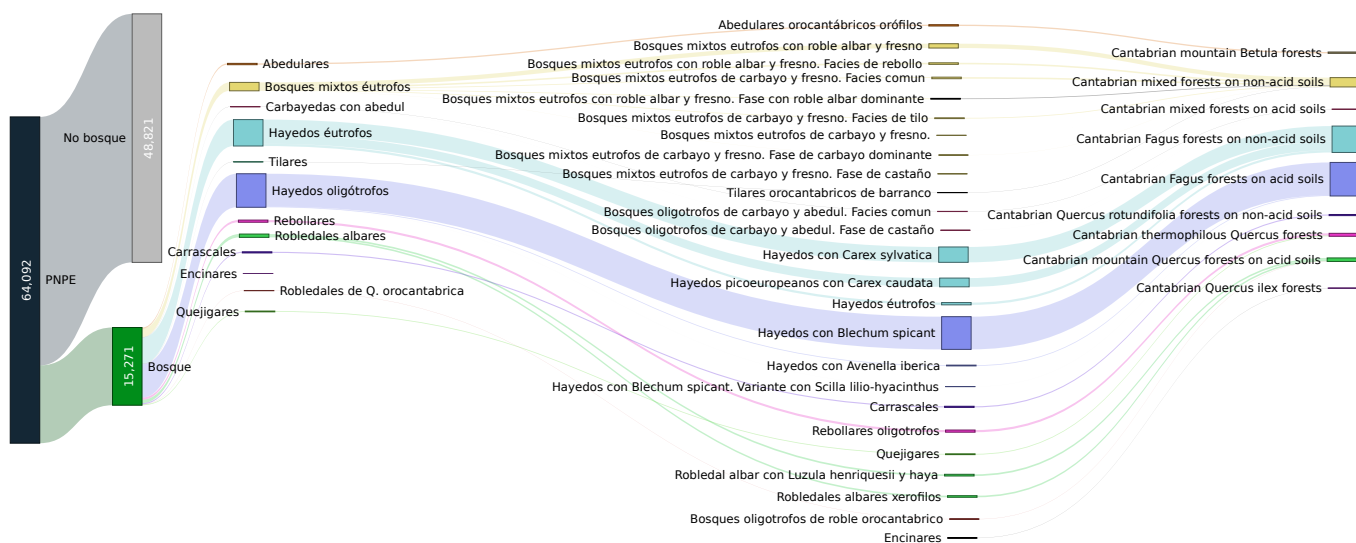 64,092
PNPE
No bosque
48,821
15,271
Bosque
Abedulares
Bosques mixtos éutrofos
Carbayedas con abedul
Hayedos éutrofos
Tilares
Hayedos oligótrofos
Rebollares
Robledales albares
Carrascales
Encinares
Robledales de Q. orocantabrica
Quejigares
Abedulares orocantábricos orófilos
Bosques mixtos eutrofos con roble albar y fresno
Bosques mixtos eutrofos con roble albar y fresno. Facies de rebollo
Bosques mixtos eutrofos de carbayo y fresno. Facies comun
Bosques mixtos eutrofos con roble albar y fresno. Fase con roble albar dominante
Bosques mixtos eutrofos de carbayo y fresno. Facies de tilo
Bosques mixtos eutrofos de carbayo y fresno.
Bosques mixtos eutrofos de carbayo y fresno. Fase de carbayo dominante
Bosques mixtos eutrofos de carbayo y fresno. Fase de castaño
Tilares orocantabricos de barranco
Bosques oligotrofos de carbayo y abedul. Facies comun
Bosques oligotrofos de carbayo y abedul. Fase de castaño
Hayedos con Carex sylvatica
Hayedos picoeuropeanos con Carex caudata
Hayedos éutrofos
Hayedos con Blechum spicant
Hayedos con Avenella iberica
Hayedos con Blechum spicant. Variante con Scilla lilio-hyacinthus
Carrascales
Rebollares oligotrofos
Quejigares
Robledal albar con Luzula henriquesii y haya
Robledales albares xerofilos
Bosques oligotrofos de roble orocantabrico
Encinares
Cantabrian mountain Betula forests
Cantabrian mixed forests on non-acid soils
Cantabrian mixed forests on acid soils
Cantabrian Fagus forests on non-acid soils
Cantabrian Fagus forests on acid soils
Cantabrian Quercus rotundifolia forests on non-acid soils
Cantabrian thermophilous Quercus forests
Cantabrian mountain Quercus forests on acid soils
Cantabrian Quercus ilex forests